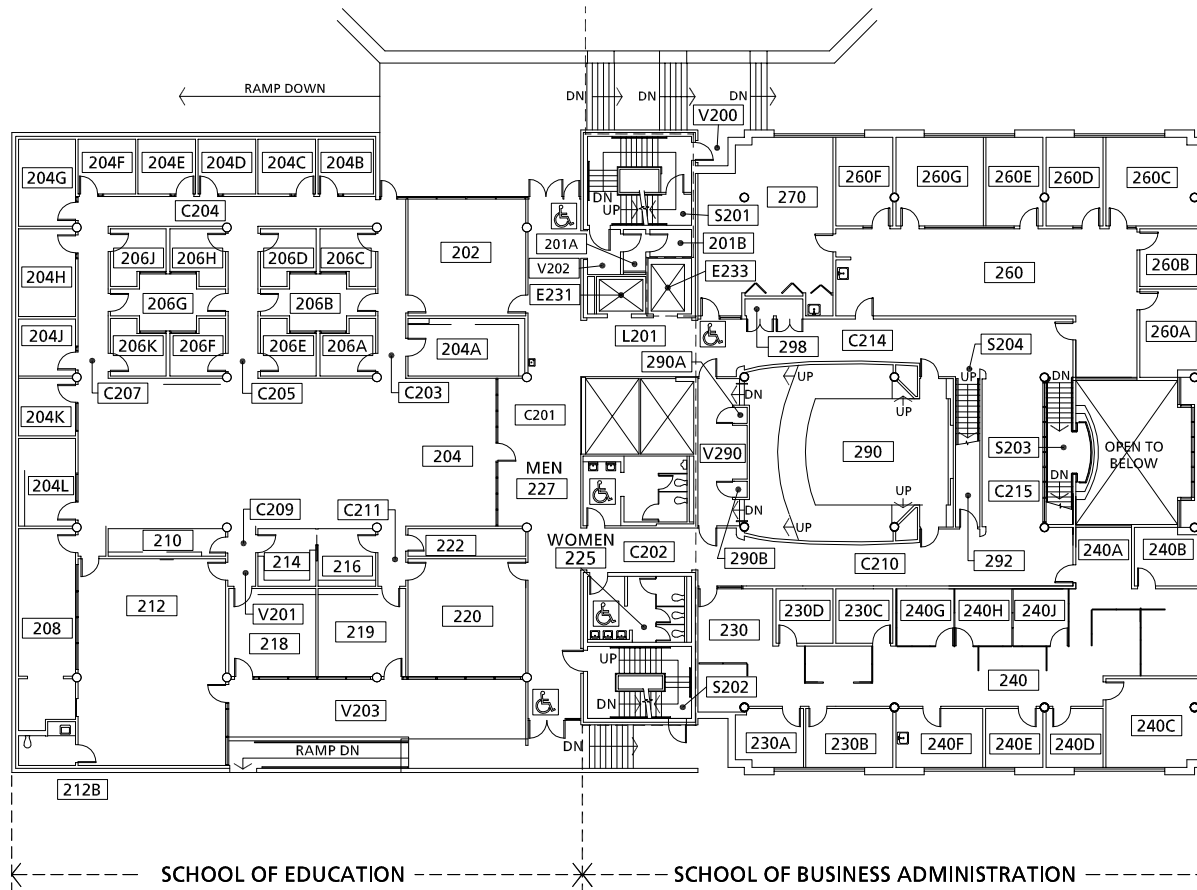 RAMP DOWN
DN
DN
DN
V200
204F
204E
204D
204C
204B
204G
C204
260F
260G
260E
260D
260C
270
DN
UP
S201
201A
201B
206J
206H
206D
206C
202
V202
E233
260
260B
204H
206G
206B
E231
204J
206K
206F
206E
206A
204A
L201
298
C214
S204
260A
290A
C207
C205
C203
UP
UP
DN
DN
204K
C201
UP
204
V290
290
S203
OPEN TO
BELOW
MEN
227
204L
DN
C215
UP
C209
C211
DN
UP
210
222
WOMEN
225
C202
290B
C210
292
240A
240B
214
216
212
V201
230D
230C
240G
240H
240J
208
218
219
220
230
UP
240
S202
DN
V203
240C
RAMP DN
DN
230A
230B
240F
240E
240D
212B
SCHOOL OF EDUCATION
SCHOOL OF BUSINESS ADMINISTRATION